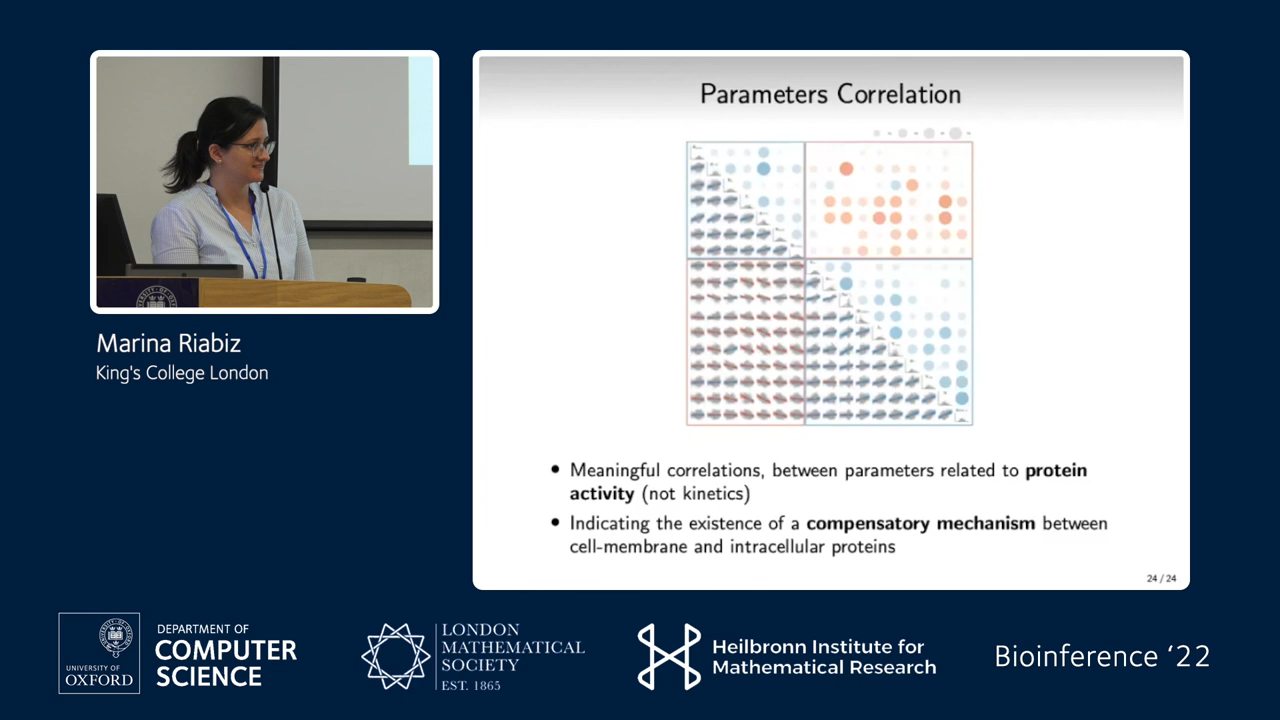 Parameters Correlation
Marina Riabiz
King's College London
• Meaningful correlations, between parameters related to protein
activity (not kinetics)
• Indicating the existence of a compensatory mechanism between
cell-membrane and intracellular proteins
24 / 24
UNIVERSITY OF
OXFORD
DEPARTMENT OF
COMPUTER
SCIENCE
LONDON
MATHEMATICAL
SOCIETY
EST. 1865
Heilbronn Institute for
Mathematical Research
Bioinference ‘22